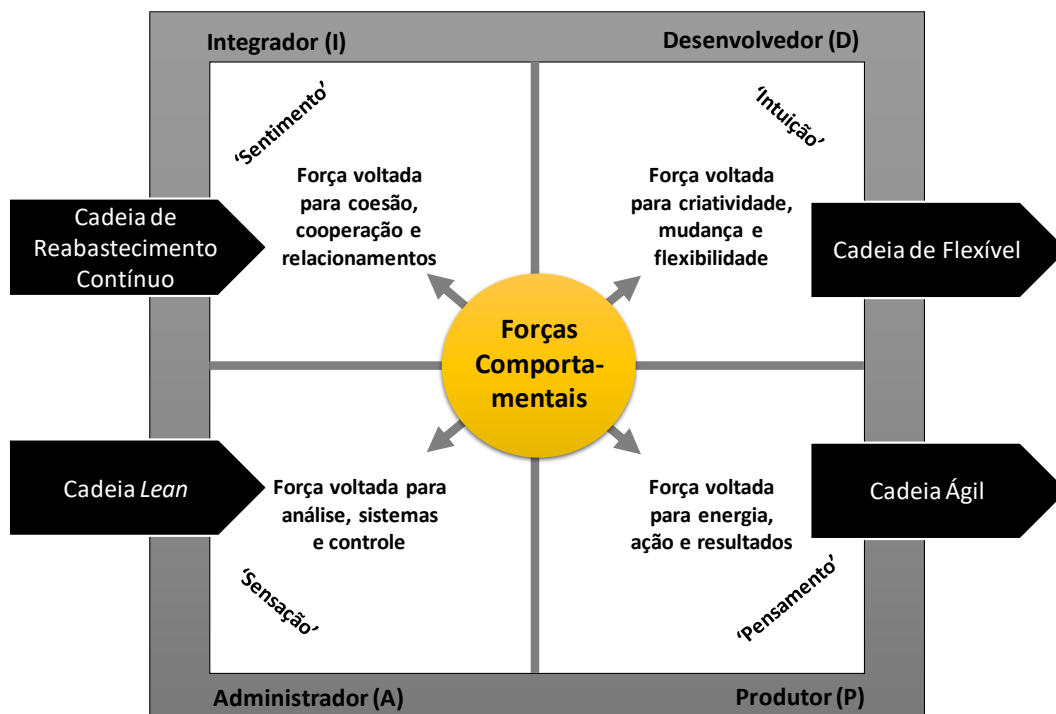 Integrador (I)
Desenvolvedor (D)
‘Sentimento’
‘Intuição’
Força voltada
para coesão,
cooperação e
relacionamentos
Força voltada
para criatividade,
mudança e
flexibilidade
Cadeia de
Reabastecimento
Contínuo
Cadeia de Flexível
Forças
Comporta-
mentais
Cadeia Lean
Força voltada para
análise, sistemas
e controle
Força voltada
para energia,
ação e resultados
Cadeia Ágil
‘Sensação’
‘Pensamento’
Administrador (A)
Produtor (P)